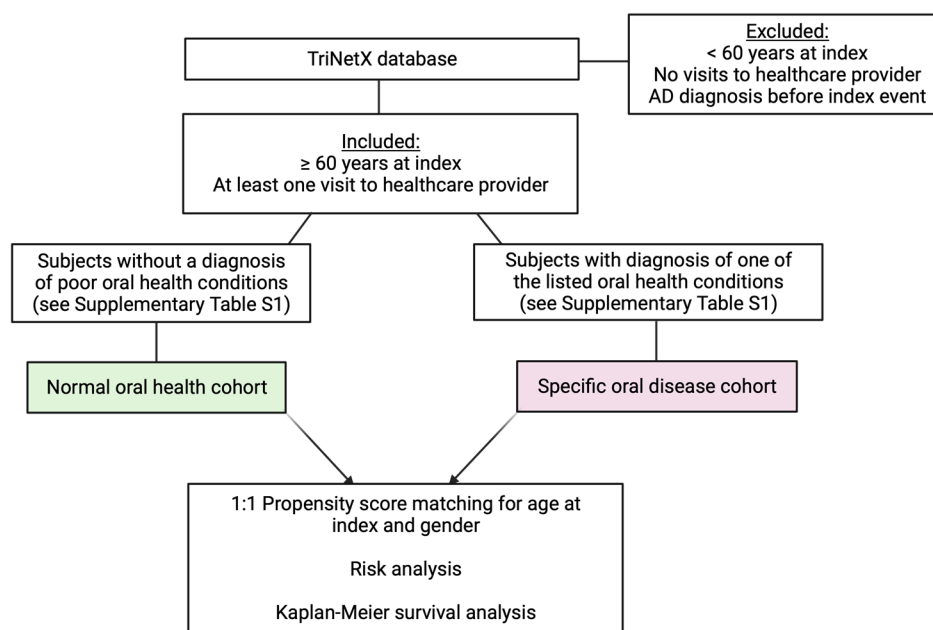 TriNetX database
Excluded:
< 60 years at index
No visits to healthcare provider
AD diagnosis before index event
Included:
≥ 60 years at index
At least one visit to healthcare provider
Subjects without a diagnosis
of poor oral health conditions
(see Supplementary Table S1)
Subjects with diagnosis of one of
the listed oral health conditions
(see Supplementary Table S1)
Normal oral health cohort
Specific oral disease cohort
1:1 Propensity score matching for age at
index and gender
Risk analysis
Kaplan-Meier survival analysis